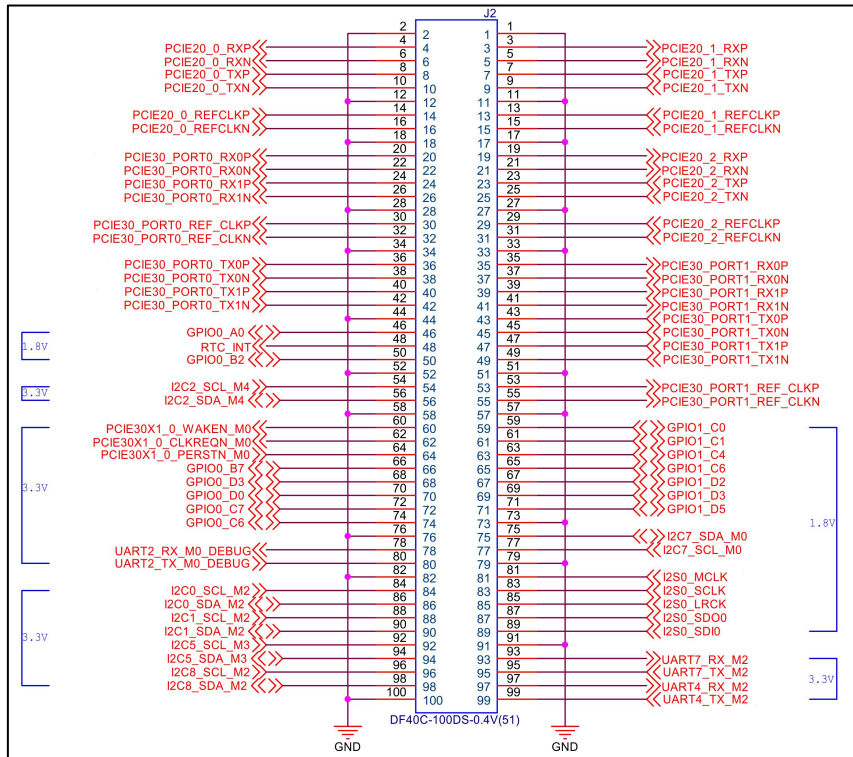 J2
2 2 1 1
PCIE20_0_RXP 4 4 3 3 PCIE20_1_RXP
PCIE20_0_RXN 6 6 5 5 PCIE20_1_RXN
PCIE20_0_TXP 8 8 7 7 PCIE20_1_TXP
PCIE20_0_TXN 10 10 9 9 PCIE20_1_TXN
12 12 11 11
PCIE20_0_REFCLKP 14 14 13 13 PCIE20_1_REFCLKP
PCIE20_0_REFCLKN 16 16 15 15 PCIE20_1_REFCLKN
18 18 17 17
PCIE30_PORT0_RX0P 20 20 19 19 PCIE20_2_RXP
PCIE30_PORT0_RX0N 22 22 21 21 PCIE20_2_RXN
PCIE30_PORT0_RX1P 24 24 23 23 PCIE20_2_TXP
PCIE30_PORT0_RX1N 26 26 25 25 PCIE20_2_TXN
28 28 27 27
PCIE30_PORT0_REF_CLKP 30 30 29 29 PCIE20_2_REFCLKP
PCIE30_PORT0_REF_CLKN 32 32 31 31 PCIE20_2_REFCLKN
34 34 33 33
PCIE30_PORT0_TX0P 36 36 35 35 PCIE30_PORT1_RX0P
PCIE30_PORT0_TX0N 38 38 37 37 PCIE30_PORT1_RX0N
PCIE30_PORT0_TX1P 40 40 39 39 PCIE30_PORT1_RX1P
PCIE30_PORT0_TX1N 42 42 41 41 PCIE30_PORT1_RX1N
44 44 43 43 PCIE30_PORT1_TX0P
GPIO0_A0 46 46 45 45 PCIE30_PORT1_TX0N
1.8V RTC_INT 48 48 47 47 PCIE30_PORT1_TX1P
GPIO0_B2 50 50 49 49 PCIE30_PORT1_TX1N
52 52 51 51
3.3V I2C2_SCL_M4 54 54 53 53 PCIE30_PORT1_REF_CLKP
I2C2_SDA_M4 56 56 55 55 PCIE30_PORT1_REF_CLKN
58 58 57 57
PCIE30X1_0_WAKEN_M0 60 60 59 59 GPIO1_C0
PCIE30X1_0_CLKREQN_M0 62 62 61 61 GPIO1_C1
PCIE30X1_0_PERSTN_M0 64 64 63 63 GPIO1_C4
GPIO0_B7 66 66 65 65 GPIO1_C6
3.3V GPIO0_D3 68 68 67 67 GPIO1_D2
GPIO0_D0 70 70 69 69 GPIO1_D3
GPIO0_C7 72 72 71 71 GPIO1_D5
GPIO0_C6 74 74 73 73 1.8V
76 76 75 75 I2C7_SDA_M0
UART2_RX_M0_DEBUG 78 78 77 77 I2C7_SCL_M0
UART2_TX_M0_DEBUG 80 80 79 79
82 82 81 81 I2S0_MCLK
I2C0_SCL_M2 84 84 83 83 I2S0_SCLK
I2C0_SDA_M2 86 86 85 85 I2S0_LRCK
I2C1_SCL_M2 88 88 87 87 I2S0_SDO0
3.3V I2C1_SDA_M2 90 90 89 89 I2S0_SDI0
I2C5_SCL_M3 92 92 91 91
I2C5_SDA_M3 94 94 93 93 UART7_RX_M2
I2C8_SCL_M2 96 96 95 95 UART7_TX_M2 3.3V
I2C8_SDA_M2 98 98 97 97 UART4_RX_M2
100 100 99 99 UART4_TX_M2
DF40C-100DS-0.4V(51)
GND GND